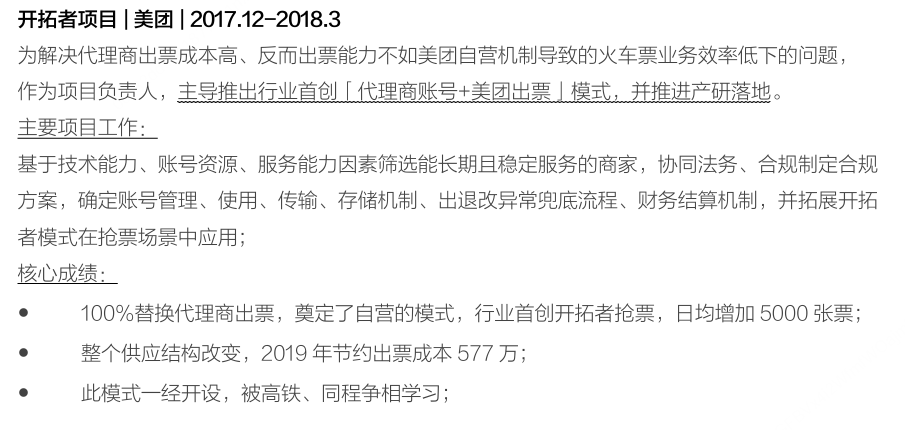 开拓者项目 | 美团 | 2017.12-2018.3
为解决代理商出票成本高、反而出票能力不如美团自营机制导致的火车票业务效率低下的问题，
作为项目负责人，主导推出行业首创「代理商账号+美团出票」模式，并推进产研落地。
主要项目工作：
基于技术能力、账号资源、服务能力因素筛选能长期且稳定服务的商家，协同法务、合规制定合规
方案，确定账号管理、使用、传输、存储机制、出退改异常兜底流程、财务结算机制，并拓展开拓
者模式在抢票场景中应用；
核心成绩：
● 100%替换代理商出票，奠定了自营的模式，行业首创开拓者抢票，日均增加 5000 张票；
● 整个供应结构改变，2019 年节约出票成本 577 万；
● 此模式一经开设，被高铁、同程争相学习；